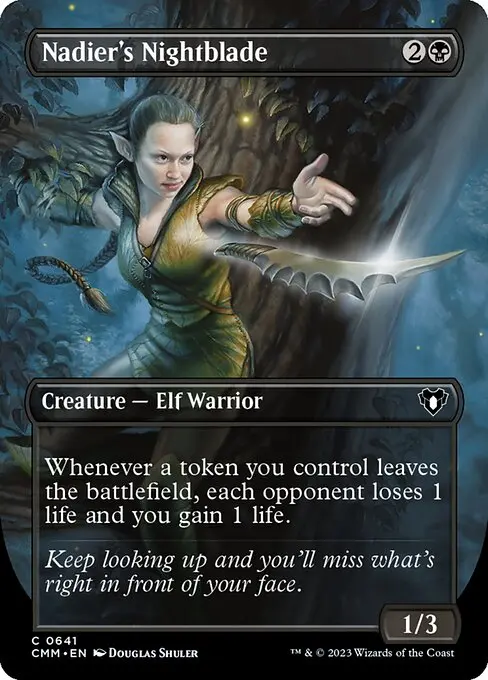 Nadier's Nightblade 2
Creature — Elf Warrior
Whenever a token you control leaves
the battlefield, each opponent loses 1
life and you gain 1 life.
Keep looking up and you'll miss what's
right in front of your face.
1/3
C 0641
CMM • EN Douglas Shuler
™ & © 2023 Wizards of the Coast